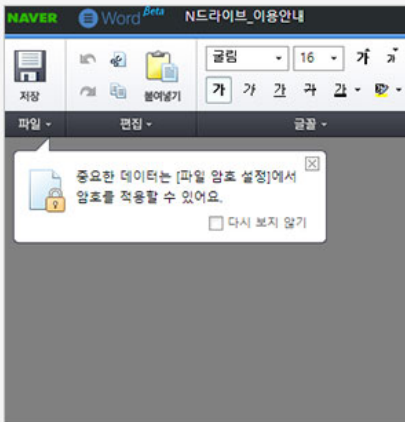 NAVER Word Beta N드라이브_이용안내
굴림 16 가 가
저장 붙여넣기 가 가 가 가 가
파일 편집 글꼴
중요한 데이터는 [파일 암호 설정]에서
암호를 적용할 수 있어요.
다시 보지 않기